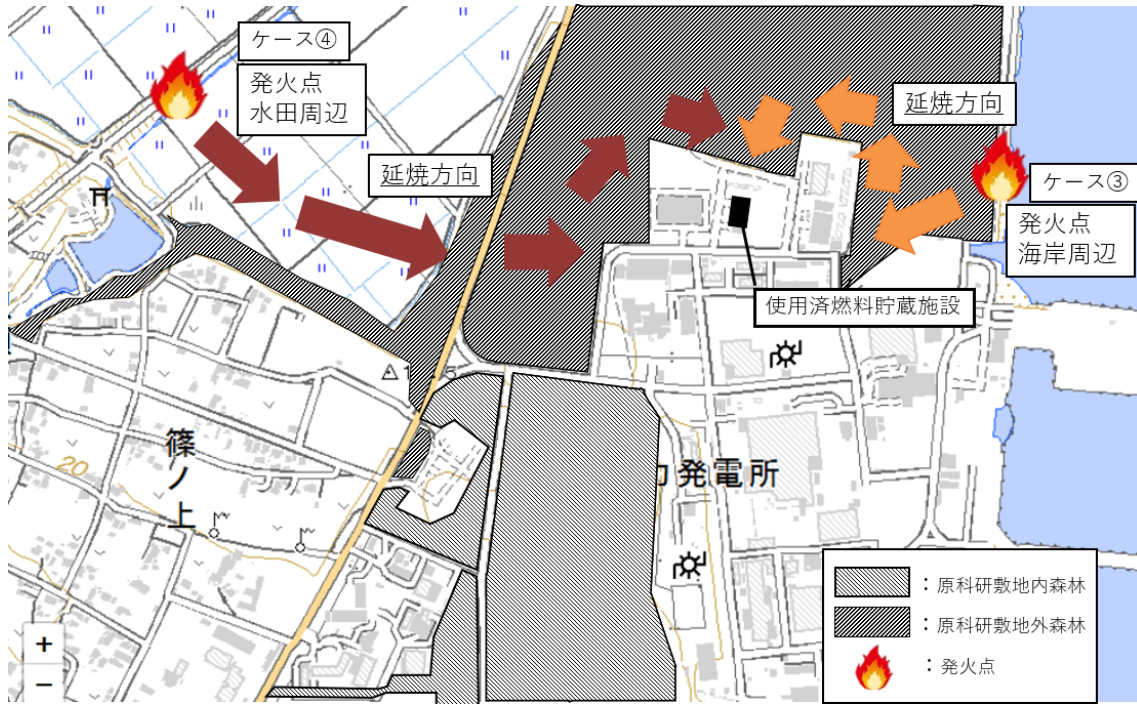 ケース④
発火点
水田周辺
延焼方向
延焼方向
ケース③
発火点
海岸周辺
使用済燃料貯蔵施設
篠ノ上
20
5
発電所
+
−
：原科研敷地内森林
：原科研敷地外森林
：発火点